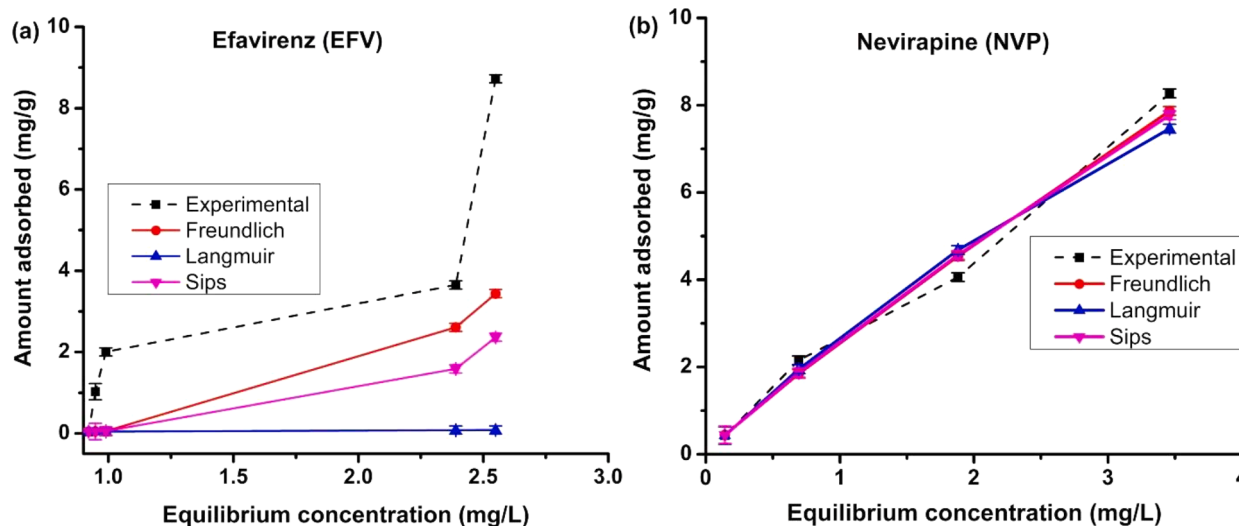 (a)
Efavirenz (EFV)
10
8
6
4
2
0
Amount adsorbed (mg/g)
Experimental
Freundlich
Langmuir
Sips
1.0
1.5
2.0
2.5
3.0
Equilibrium concentration (mg/L)
(b)
Nevirapine (NVP)
10
8
6
4
2
0
Amount adsorbed (mg/g)
Experimental
Freundlich
Langmuir
Sips
0
1
2
3
4
Equilibrium concentration (mg/L)